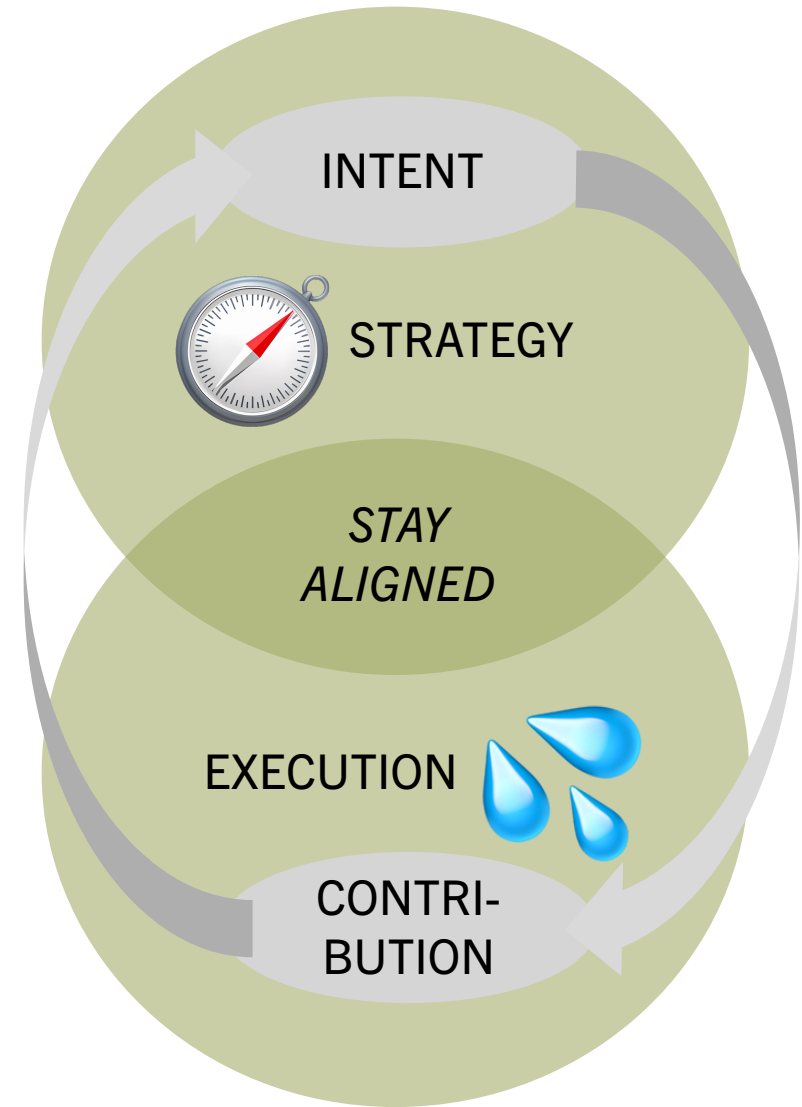 INTENT
STRATEGY
STAY
ALIGNED
EXECUTION
CONTRI-
BUTION